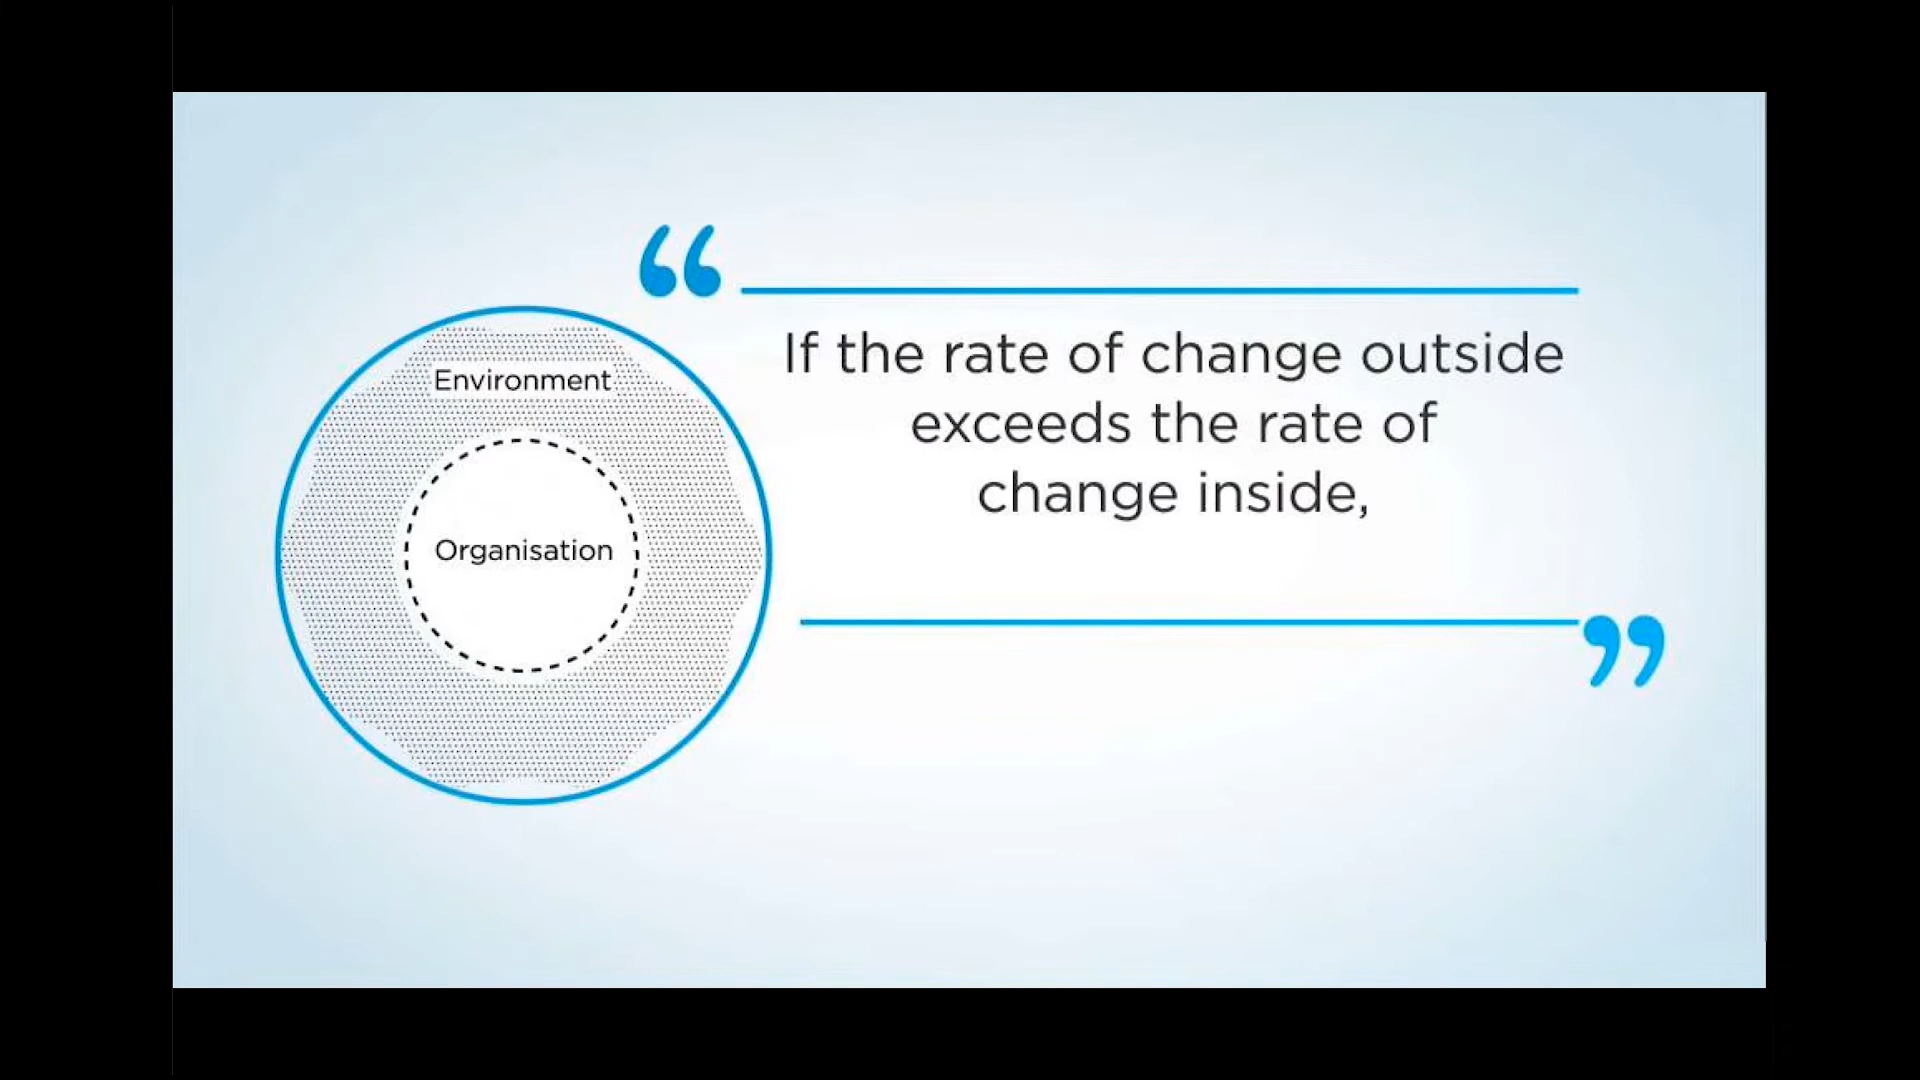 “
If the rate of change outside
exceeds the rate of
change inside,
”
Environment
Organisation